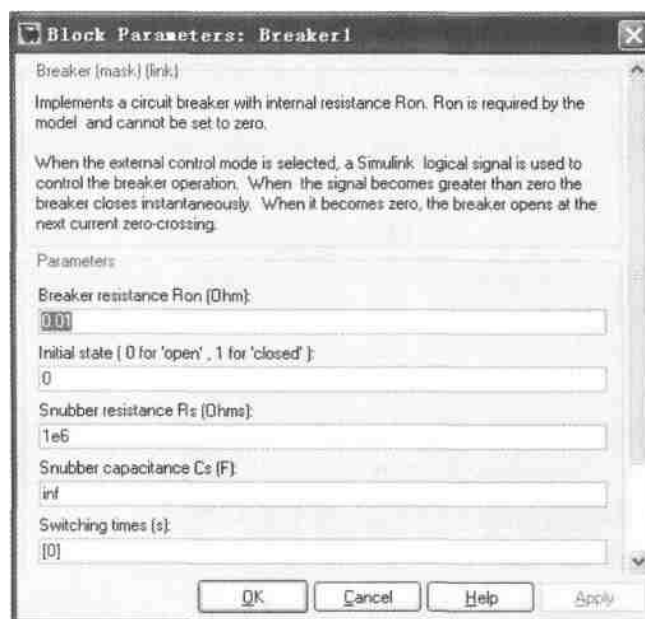 Block Parameters: Breaker1
Breaker (mask) (link)
Implements a circuit breaker with internal resistance Ron. Ron is required by the
model and cannot be set to zero.
When the external control mode is selected, a Simulink logical signal is used to
control the breaker operation. When the signal becomes greater than zero the
breaker closes instantaneously. When it becomes zero, the breaker opens at the
next current zero-crossing.
Parameters
Breaker resistance Ron (Ohm):
0.01
Initial state ( 0 for 'open' , 1 for 'closed' ):
0
Snubber resistance Rs (Ohms):
1e6
Snubber capacitance Cs (F):
inf
Switching times (s):
[0]
OK Cancel Help Apply